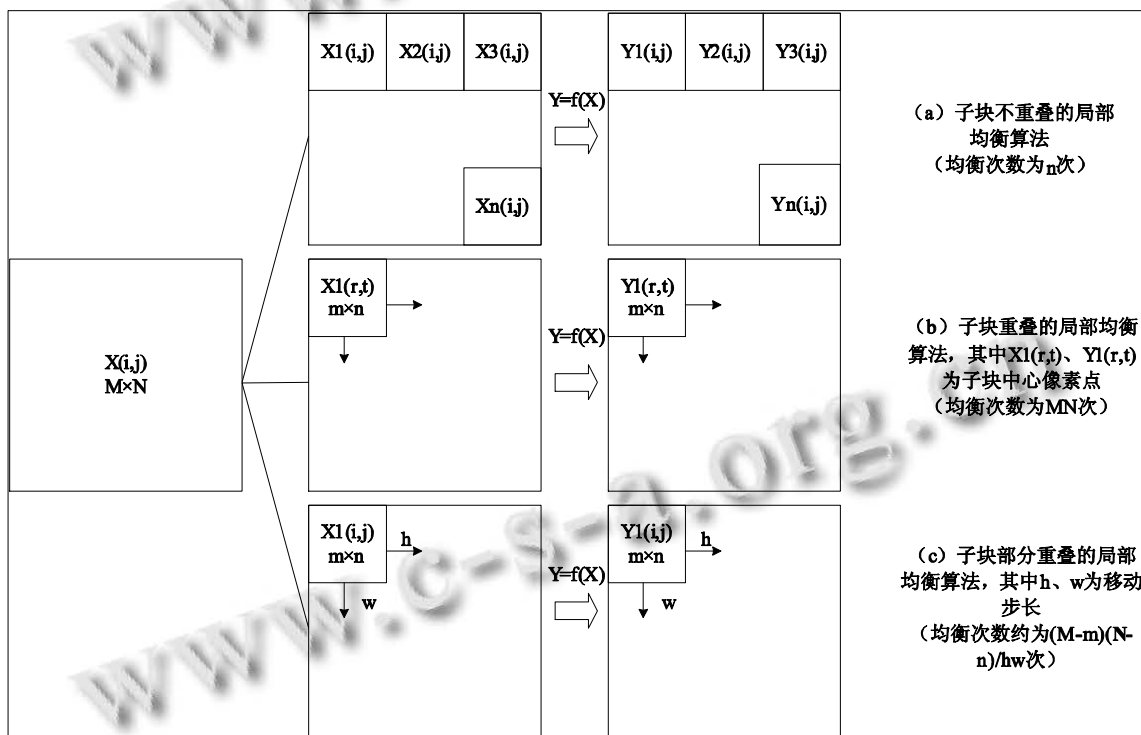 X(i,j)
M×N
X1(i,j) X2(i,j) X3(i,j)
Xn(i,j)
Y=f(X)
Y1(i,j) Y2(i,j) Y3(i,j)
Yn(i,j)
（a）子块不重叠的局部
均衡算法
（均衡次数为n次）
X1(r,t)
m×n
Y=f(X)
Y1(r,t)
m×n
（b）子块重叠的局部均衡
算法，其中X1(r,t)、Y1(r,t)
为子块中心像素点
（均衡次数为MN次）
X1(i,j)
m×n
h
w
Y=f(X)
Y1(i,j)
m×n
h
w
（c）子块部分重叠的局部
均衡算法，其中h、w为移动
步长
（均衡次数约为(M-m)(N-
n)/hw次）
www.c-s-a.org.cn
www